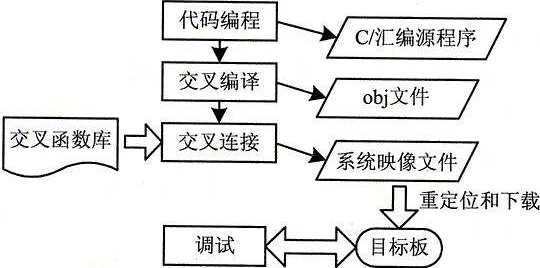 代码编程
C/汇编源程序
交叉编译
obj文件
交叉函数库
交叉连接
系统映像文件
重定位和下载
调试
目标板